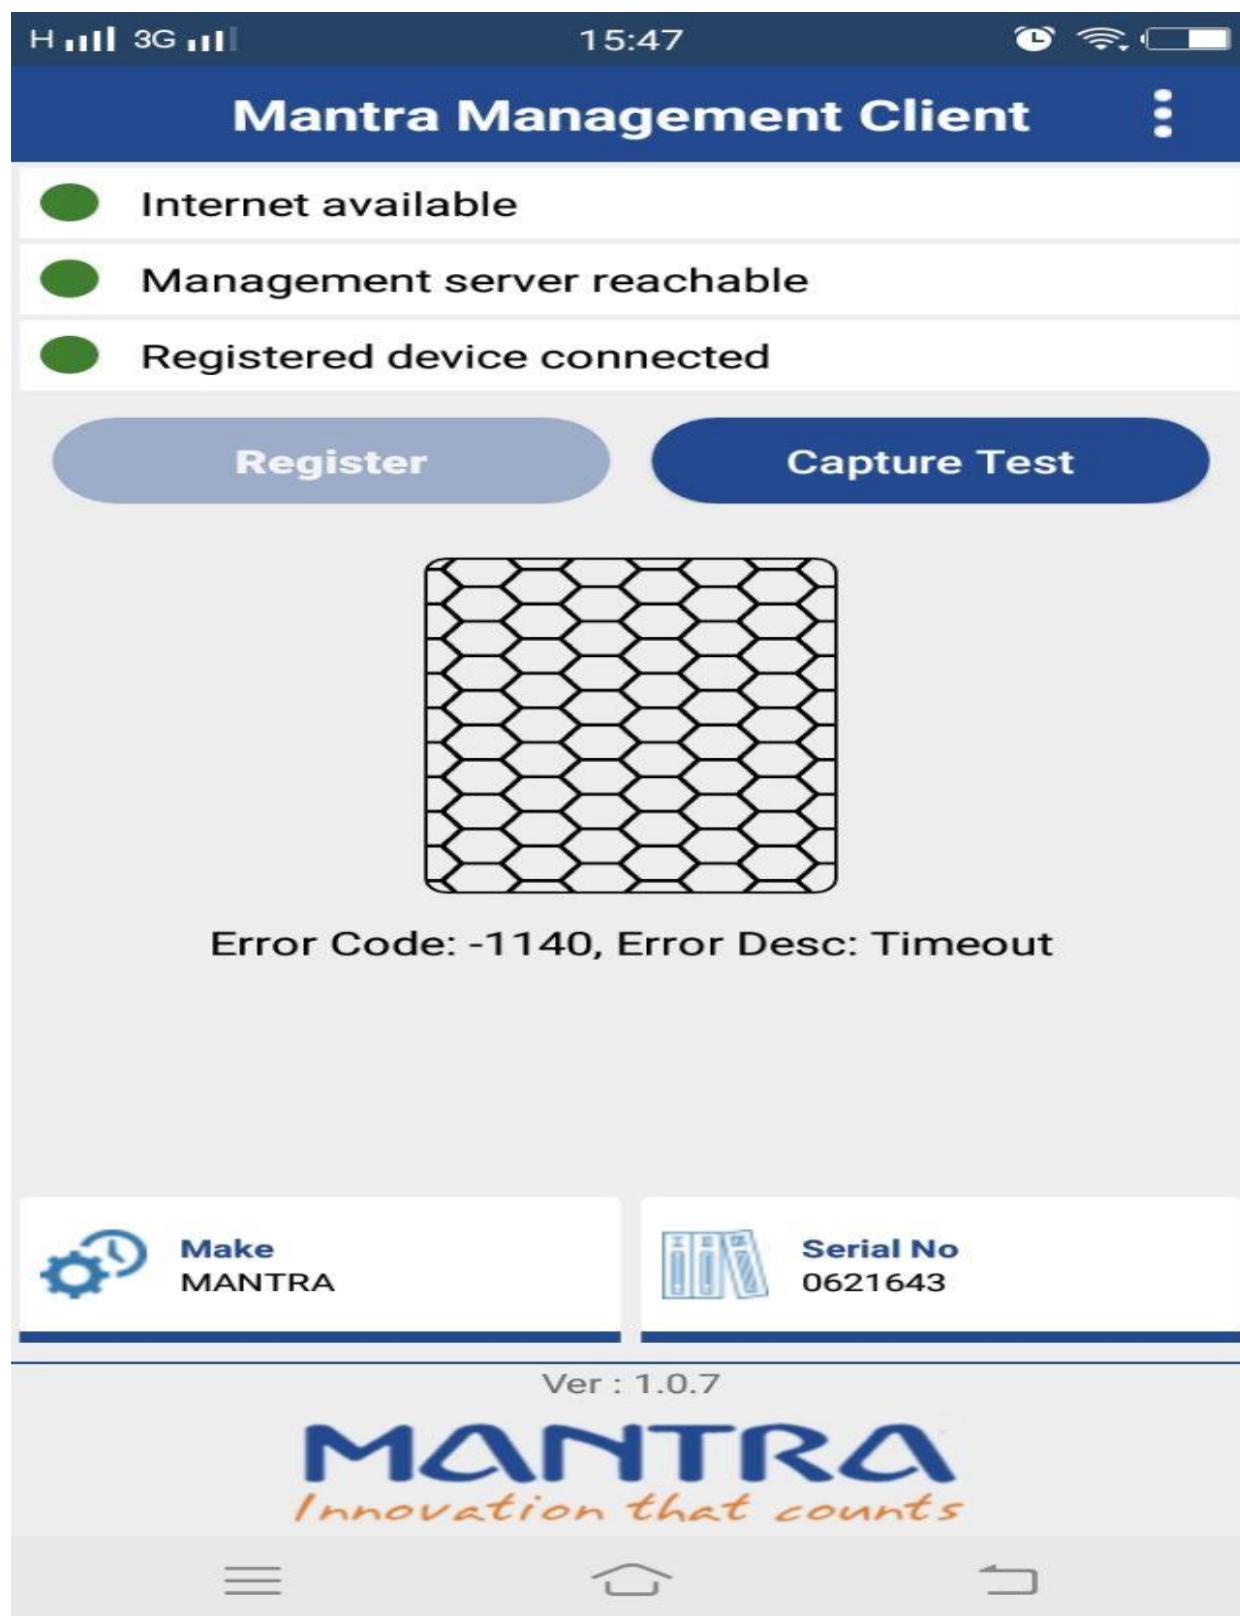 H 3G 15:47
Mantra Management Client
Internet available
Management server reachable
Registered device connected
Register Capture Test
Error Code: -1140, Error Desc: Timeout
Make Serial No
MANTRA 0621643
Ver : 1.0.7
MANTRA
Innovation that counts